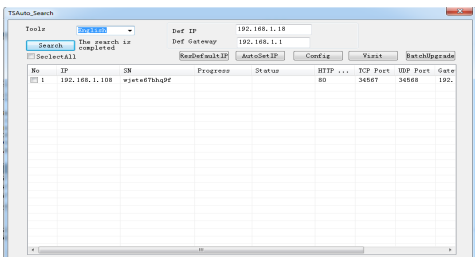 TSAuto_Search
Tools English Def IP 192.168.1.18
Search The search is completed Def Gateway 192.168.1.1
SeelectAll ResDefaultIP AutoSetIP Config Visit BatchUpgrade
No IP SN Progress Status HTTP ... TCP Port UDP Port Gate
1 192.168.1.108 wjete67bhq9f 80 34567 34568 192.